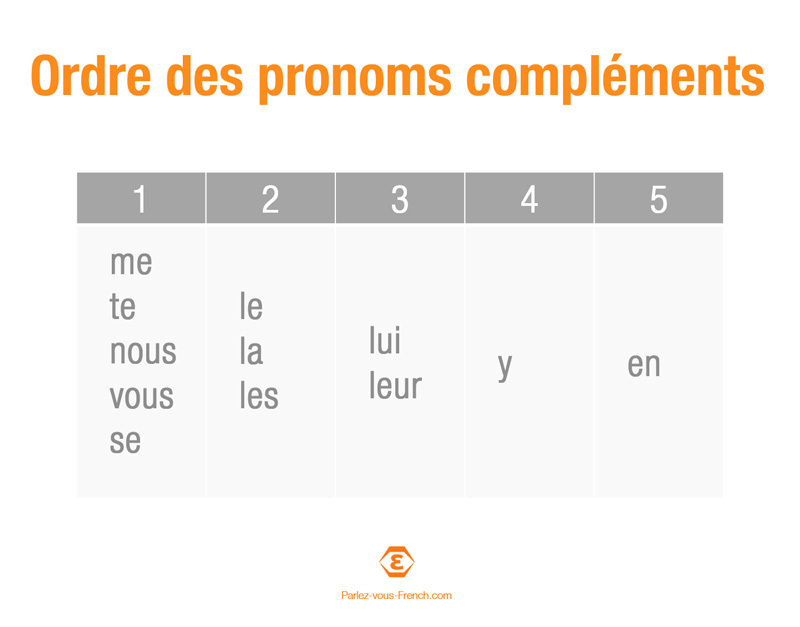 Ordre des pronoms compléments
1 2 3 4 5
me
te
nous
vous
se
le
la
les
lui
leur
y
en
ε
Parlez-vous-French.com